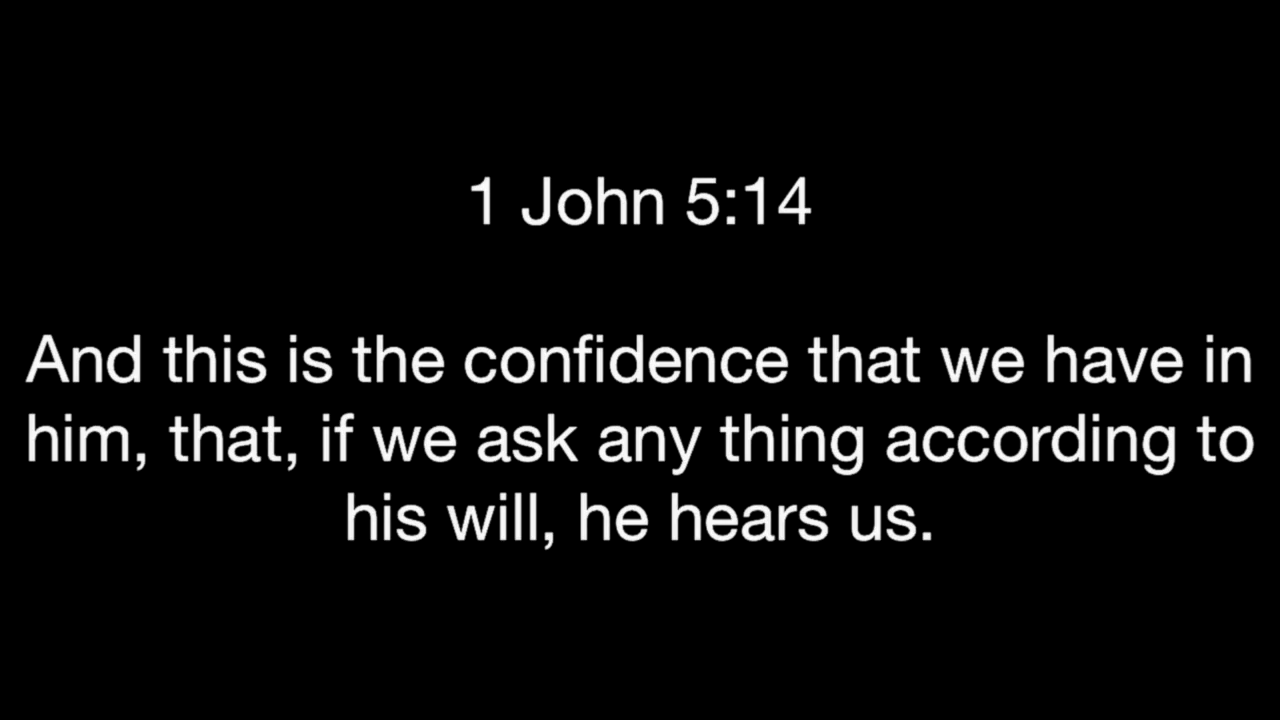 1 John 5:14
And this is the confidence that we have in
him, that, if we ask any thing according to
his will, he hears us.